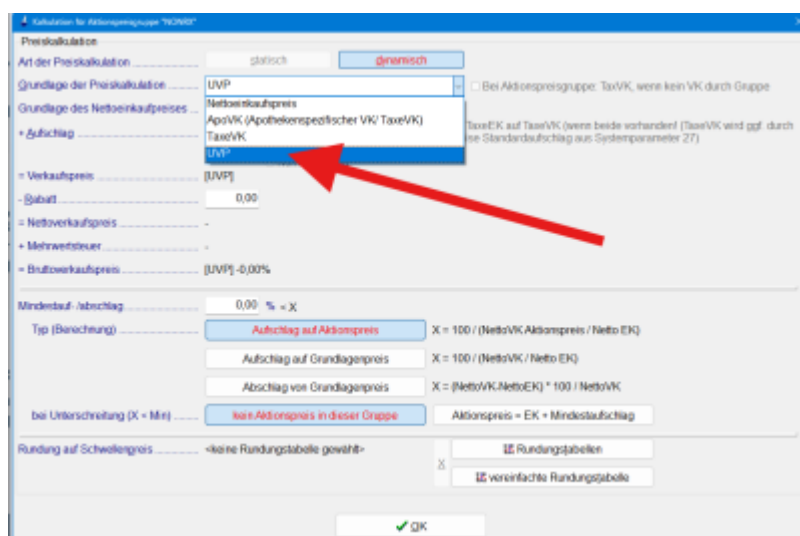 Kalkulation für Aktionspreisgruppe "NONRX"
Preiskalkulation
Art der Preiskalkulation statisch dynamisch
Grundlage der Preiskalkulation UVP Bei Aktionspreisgruppe: TaxVK, wenn kein VK durch Gruppe
Grundlage des Nettoeinkaufpreises Nettoeinkaufspreis
ApoVK (Apothekenspezifischer VK/ TaxeVK)
+ Aufschlag TaxeEK auf TaxeVK (wenn beide vorhanden! (TaxeVK wird ggf. durch
TaxeVK ise Standardaufschlag aus Systemparameter 27)
UVP
= Verkaufspreis [UVP]
- Rabatt 0,00
= Nettoverkaufspreis -
+ Mehrwertsteuer -
= Bruttoverkaufspreis [UVP] -0,00%
Mindestauf- /abschlag 0,00 % < X
Typ (Berechnung) Aufschlag auf Aktionspreis X = 100 / (NettoVK Aktionspreis / Netto EK)
Aufschlag auf Grundlagenpreis X = 100 / (NettoVK / Netto EK)
Abschlag von Grundlagenpreis X = (NettoVK-NettoEK) * 100 / NettoVK
bei Unterschreitung (X < Min) kein Aktionspreis in dieser Gruppe Aktionspreis = EK + Mindestaufschlag
Rundung auf Schwellenpreis <keine Rundungstabelle gewählt> X Rundungstabellen
vereinfachte Rundungstabelle
OK